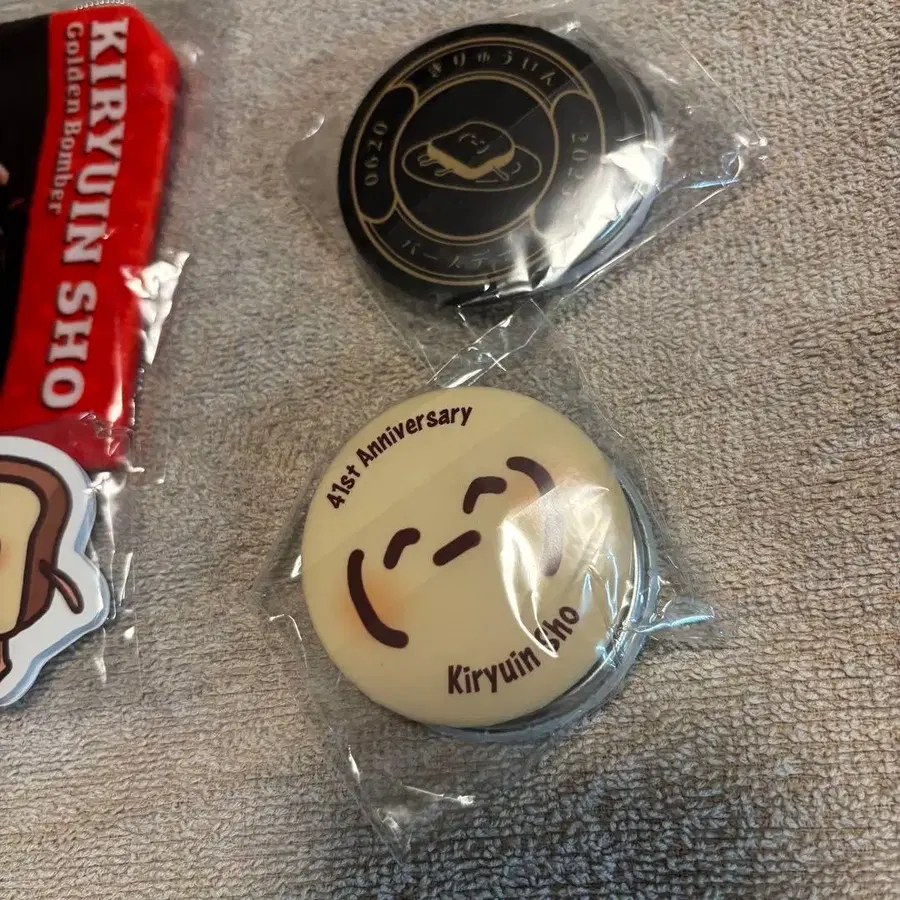 KIRYUIN SHO
Golden Bomber
きりゅういん
0620
2025
バースデー
41st Anniversary
Kiryuin Sho